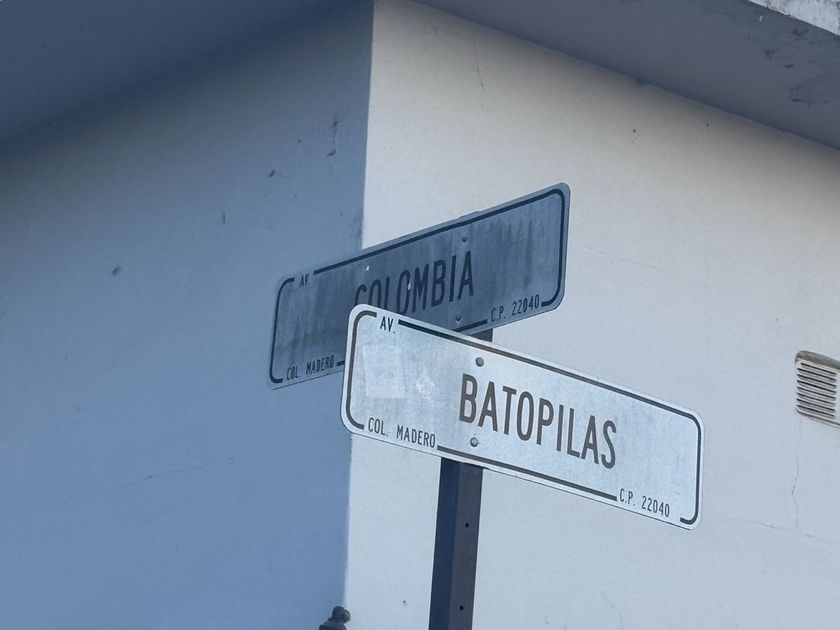 AV.
COLOMBIA
COL. MADERO
C.P. 22040
AV.
BATOPILAS
COL. MADERO
C.P. 22040